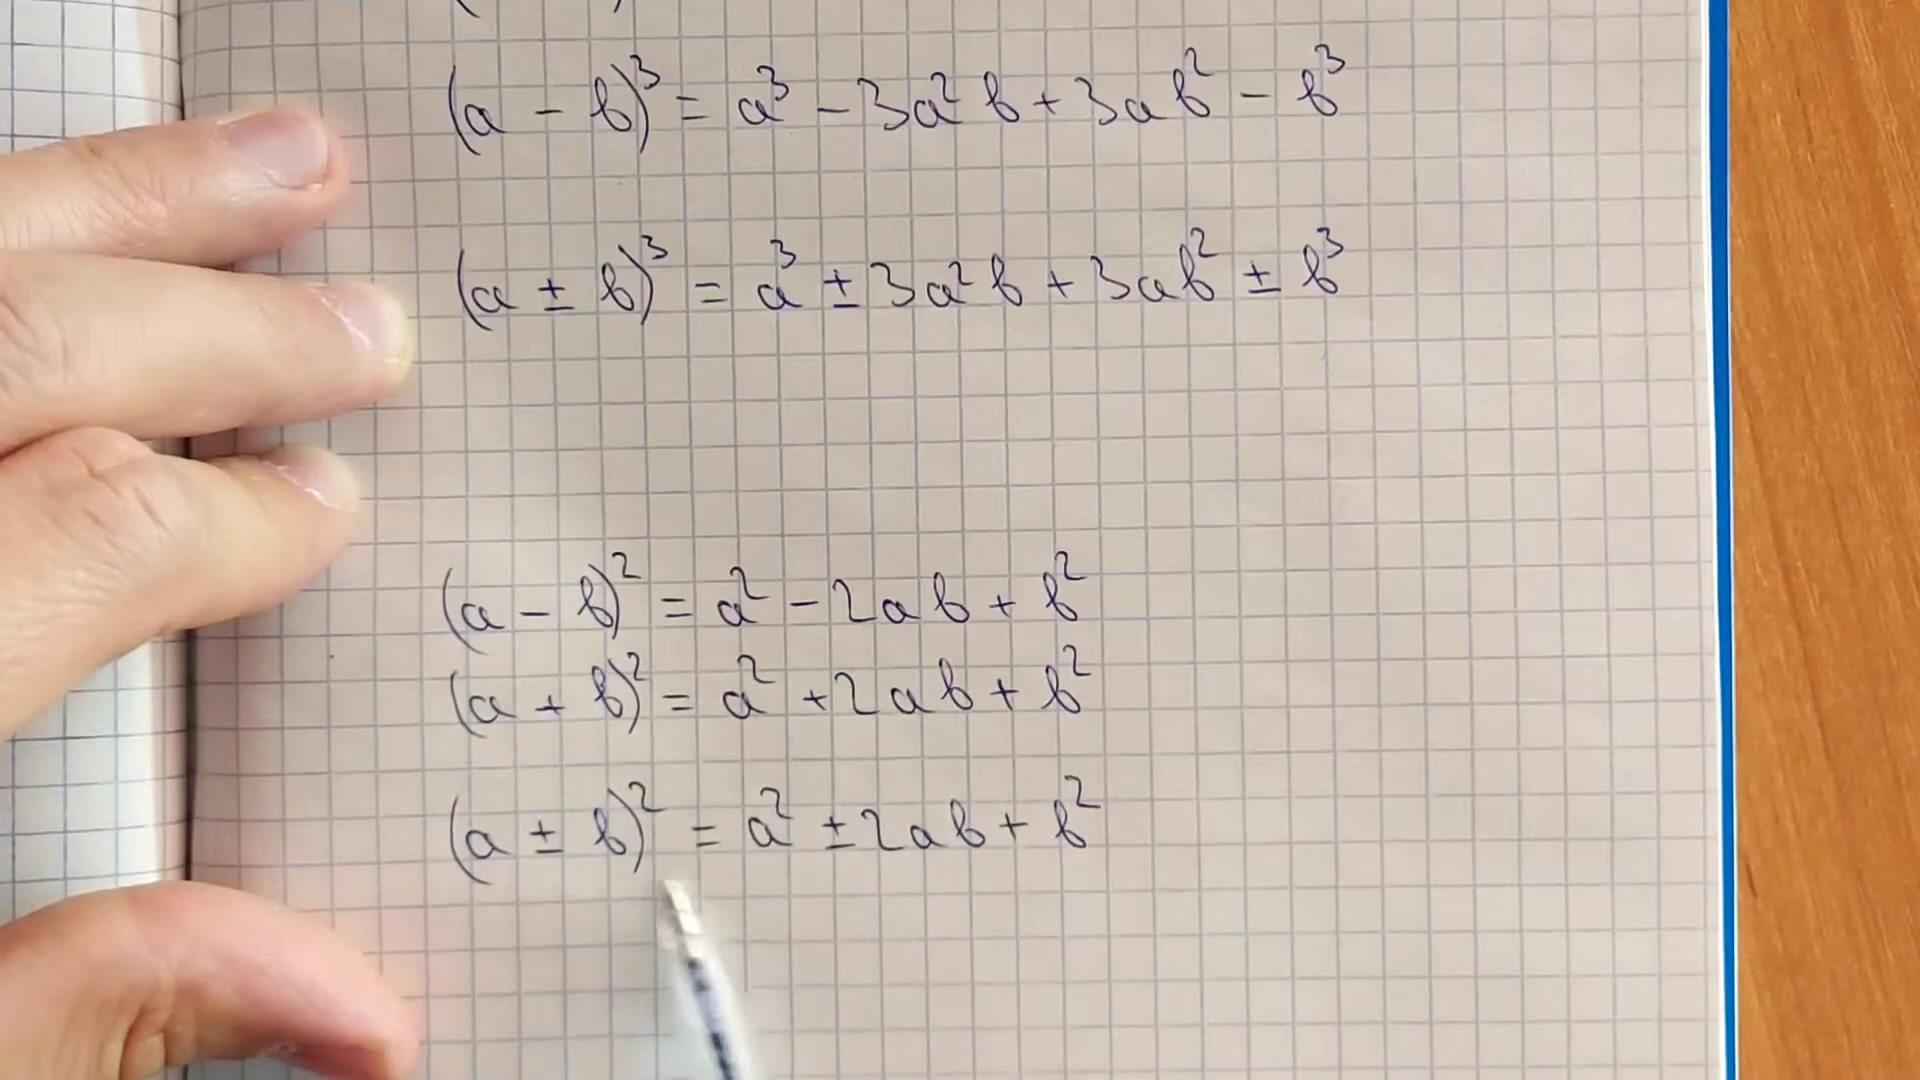 (a - b)³ = a³ - 3a²b + 3ab² - b³
(a ± b)³ = a³ ± 3a²b + 3ab² ± b³
(a - b)² = a² - 2ab + b²
(a + b)² = a² + 2ab + b²
(a ± b)² = a² ± 2ab + b²